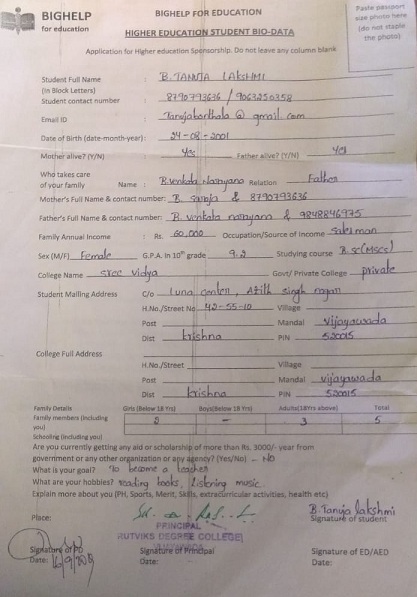 BIGHELP
for education
BIGHELP FOR EDUCATION
HIGHER EDUCATION STUDENT BIO-DATA
Paste passport
size photo here
(do not staple
the photo)
Application for Higher education Sponsorship. Do not leave any column blank
Student Full Name : B. TANUJA LAKSHMI
(In Block Letters)
Student contact number : 8790793636 / 9063250358
Email ID : Tanujakorthala @ gmail.com
Date of Birth (date-month-year): 24-08-2001
Mother alive? (Y/N) Yes Father alive? (Y/N) Yes
Who takes care
of your family Name : B. venkata Relation Father
Mother's Full Name & contact number: B. & 8790793636
Father's Full Name & contact number: B. venkata & 9848846975
Family Annual Income : Rs. 60,000 Occupation/Source of Income salesman
Sex (M/F) Female G.P.A. in 10th grade 9.2 Studying course B.sc(
College Name sree vidya Govt/ Private College private
Student Mailing Address C/o Luna center, singh nagar
H.No./Street No 42-55-10 Village
Post Mandal vijayawada
Dist krishna PIN 520015
College Full Address
H.No./Street Village
Post Mandal vijayawada
Dist krishna PIN 520015
Family Details Girls (Below 18 Yrs) Boys(Below 18 Yrs) Adults(18Yrs above) Total
Family members (Including you) - 3 5
Schooling (including you)
Are you currently getting any aid or scholarship of more than Rs. 3000/- year from
government or any other organization or any agency? (Yes/No) - No
What is your goal? To become a teacher
What are your hobbies? reading books, listening music
Explain more about you (PH, Sports, Merit, Skills, extracurricular activities, health etc)
Place:
B. Tanuja lakshmi
PRINCIPAL
RUTVIKS DEGREE COLLEGE
Signature of student
Signature of PO
Signature of Principal
Signature of ED/AED
Date:
Date:
Date: